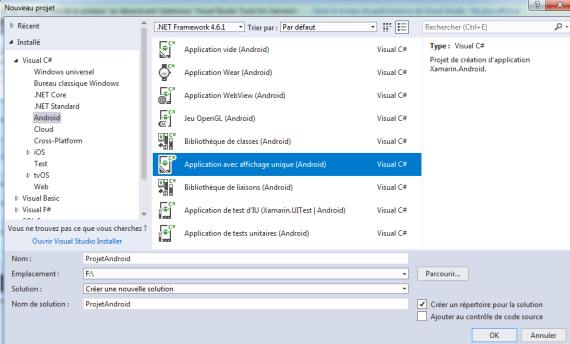 Nouveau projet
? ×
Récent
.NET Framework 4.6.1
Trier par :
Par défaut
Rechercher (Ctrl+E)
Installé
Visual C#
Windows universel
Bureau classique Windows
.NET Core
.NET Standard
Android
Cloud
Cross-Platform
iOS
Test
tvOS
Web
Visual Basic
Visual F#
Vous ne trouvez pas ce que vous cherchez ?
Ouvrir Visual Studio Installer
Application vide (Android) Visual C#
Application Wear (Android) Visual C#
Application WebView (Android) Visual C#
Jeu OpenGL (Android) Visual C#
Bibliothèque de classes (Android) Visual C#
Application avec affichage unique (Android) Visual C#
Bibliothèque de liaisons (Android) Visual C#
Application de test d'IU (Xamarin.UITest | Android) Visual C#
Application de tests unitaires (Android) Visual C#
Type : Visual C#
Projet de création d'application
Xamarin.Android.
Nom : ProjetAndroid
Emplacement : F:\ Parcourir...
Solution : Créer une nouvelle solution
Nom de solution : ProjetAndroid
Créer un répertoire pour la solution
Ajouter au contrôle de code source
OK Annuler